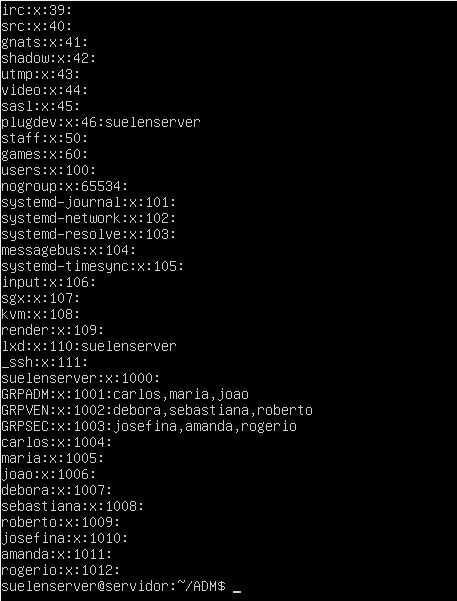 irc:x:39:
src:x:40:
gnats:x:41:
shadow:x:42:
utmp:x:43:
video:x:44:
sasl:x:45:
plugdev:x:46:suelenserver
staff:x:50:
games:x:60:
users:x:100:
nogroup:x:65534:
systemd-journal:x:101:
systemd-network:x:102:
systemd-resolve:x:103:
messagebus:x:104:
systemd-timesync:x:105:
input:x:106:
sgx:x:107:
kvm:x:108:
render:x:109:
lxd:x:110:suelenserver
_ssh:x:111:
suelenserver:x:1000:
GRPADM:x:1001:carlos,maria,joao
GRPVEN:x:1002:debora,sebastiana,roberto
GRPSEC:x:1003:josefina,amanda,rogerio
carlos:x:1004:
maria:x:1005:
joao:x:1006:
debora:x:1007:
sebastiana:x:1008:
roberto:x:1009:
josefina:x:1010:
amanda:x:1011:
rogerio:x:1012:
suelenserver@servidor:~/ADM$ _